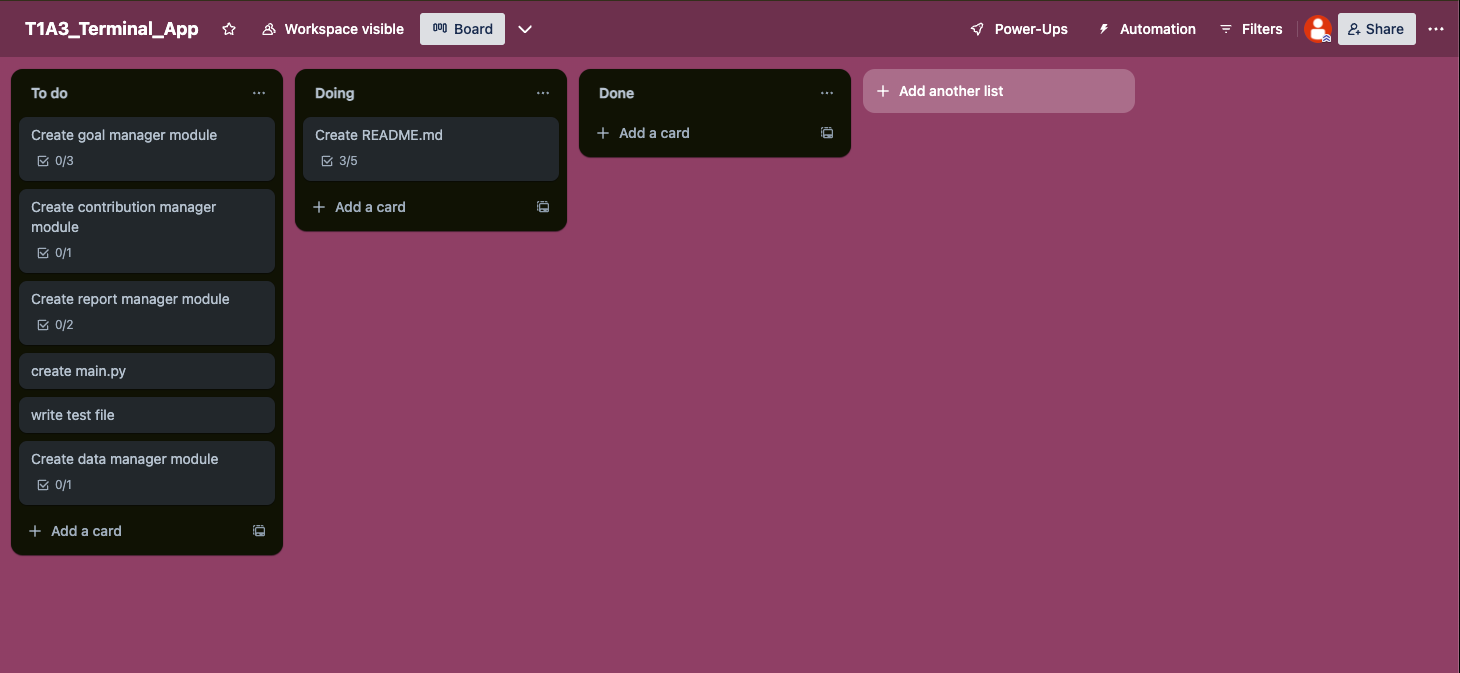 T1A3_Terminal_App
Workspace visible
Board
Power-Ups
Automation
Filters
Share
To do
Create goal manager module
0/3
Create contribution manager
module
0/1
Create report manager module
0/2
create main.py
write test file
Create data manager module
0/1
Add a card
Doing
Create README.md
3/5
Add a card
Done
Add a card
Add another list